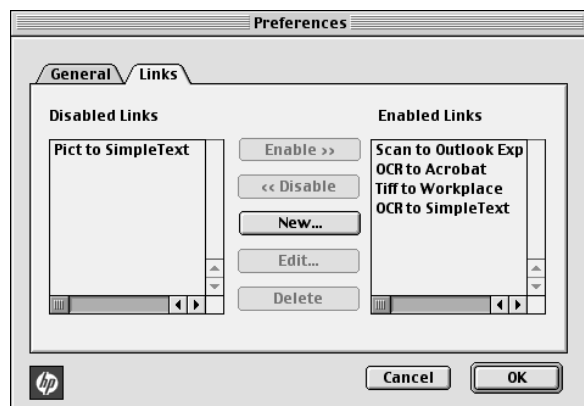 Preferences
General
Links
Disabled Links
Enabled Links
Pict to SimpleText
Enable >>
<< Disable
New...
Edit...
Delete
Scan to Outlook Exp
OCR to Acrobat
Tiff to Workplace
OCR to SimpleText
hp
Cancel
OK